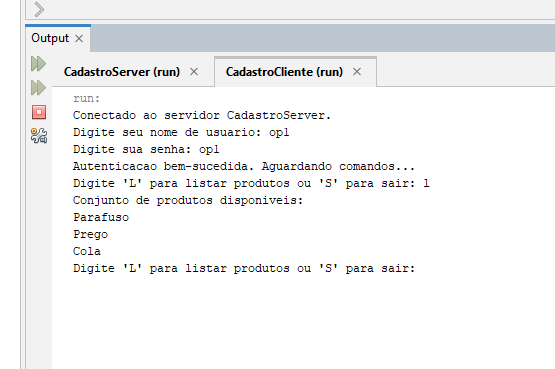 Output
CadastroServer (run)
CadastroCliente (run)
run:
Conectado ao servidor CadastroServer.
Digite seu nome de usuario: op1
Digite sua senha: op1
Autenticacao bem-sucedida. Aguardando comandos...
Digite 'L' para listar produtos ou 'S' para sair: l
Conjunto de produtos disponiveis:
Parafuso
Prego
Cola
Digite 'L' para listar produtos ou 'S' para sair: